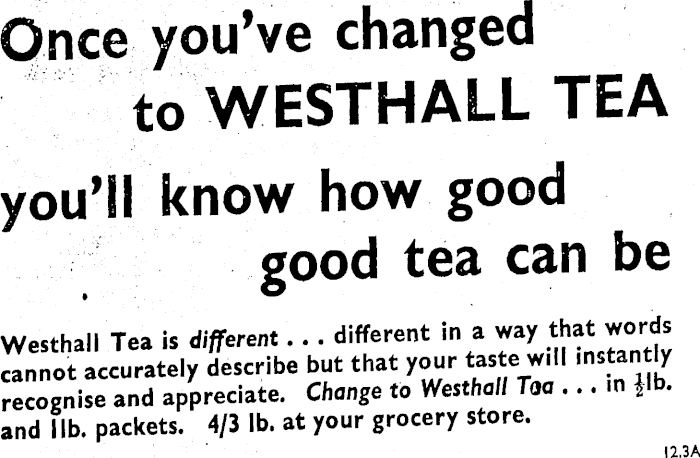 Once you've changed
to WESTHALL TEA
you'll know how good
good tea can be
Westhall Tea is different . . . different in a way that words
cannot accurately describe but that your taste will instantly
recognise and appreciate. Change to Westhall Tea . . . in ½lb.
and 1lb. packets. 4/3 lb. at your grocery store.
12.3A